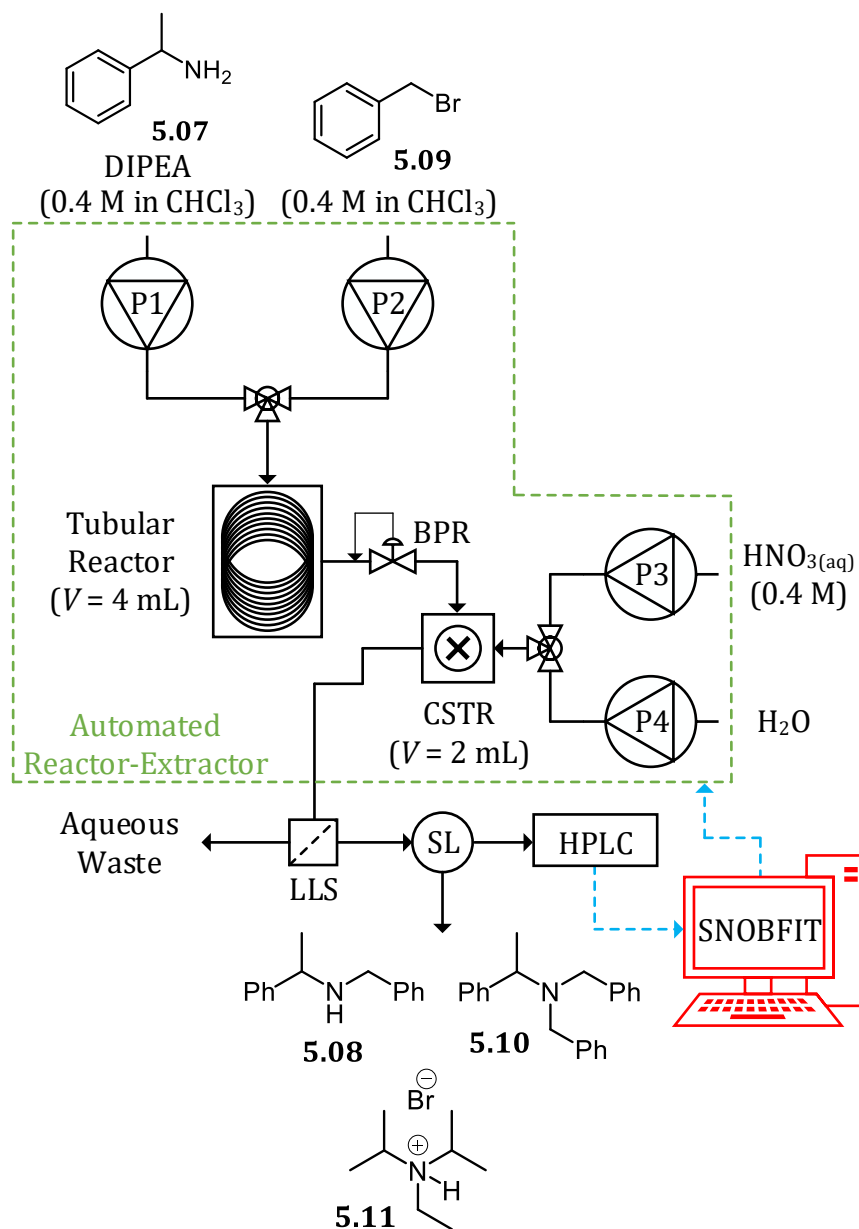 NH2
5.07
DIPEA
(0.4 M in CHCl3)
Br
5.09
(0.4 M in CHCl3)
P1
P2
Tubular
Reactor
(V = 4 mL)
BPR
P3
HNO3(aq)
(0.4 M)
CSTR
(V = 2 mL)
P4
H2O
Automated
Reactor-Extractor
Aqueous
Waste
LLS
SL
HPLC
SNOBFIT
Ph
N
H
Ph
5.08
Ph
N
Ph
Ph
5.10
Br
⊖
⊕
N
H
5.11